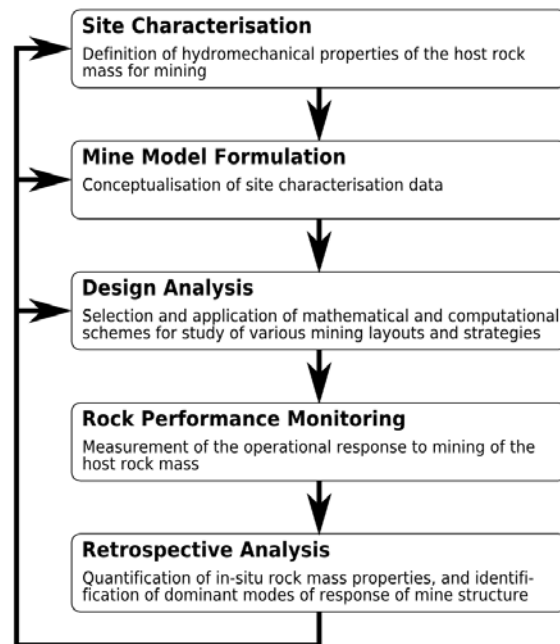 Site Characterisation
Definition of hydromechanical properties of the host rock
mass for mining
Mine Model Formulation
Conceptualisation of site characterisation data
Design Analysis
Selection and application of mathematical and computational
schemes for study of various mining layouts and strategies
Rock Performance Monitoring
Measurement of the operational response to mining of the
host rock mass
Retrospective Analysis
Quantification of in-situ rock mass properties, and identifi-
fication of dominant modes of response of mine structure